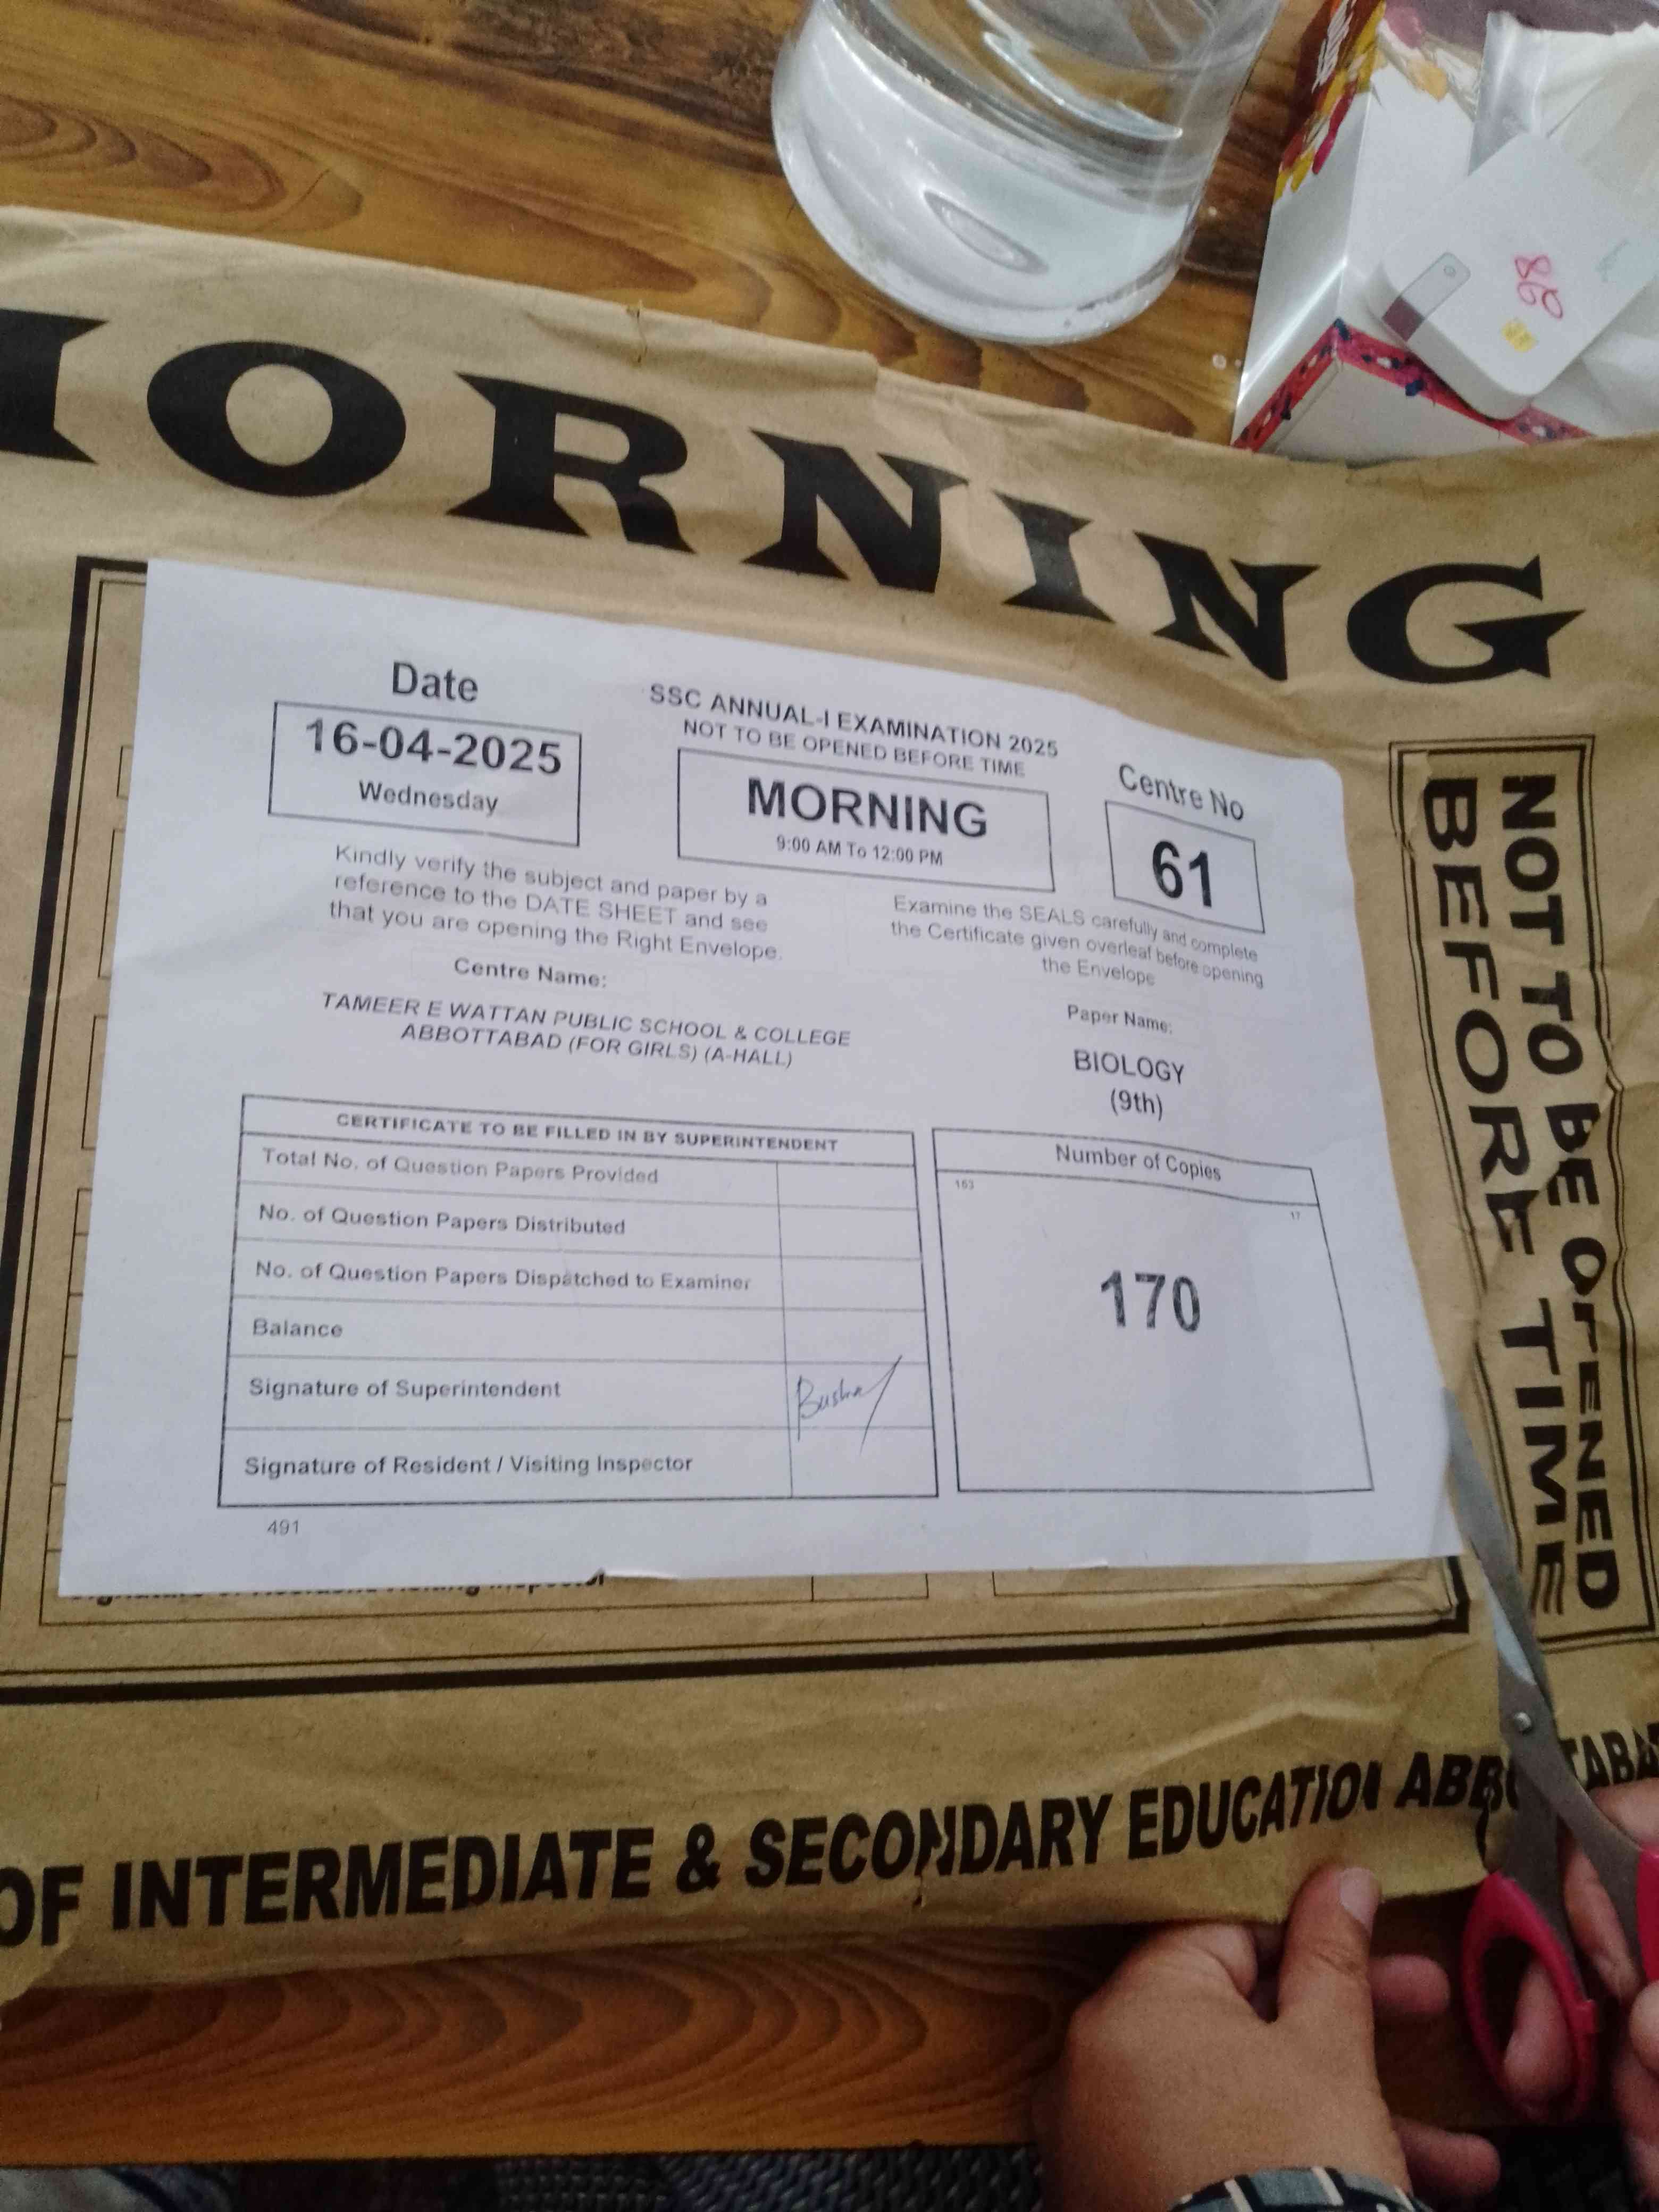 MORNING
Date
16-04-2025
Wednesday
SSC ANNUAL-I EXAMINATION 2025
NOT TO BE OPENED BEFORE TIME
MORNING
9:00 AM To 12:00 PM
Centre No
61
Kindly verify the subject and paper by a
reference to the DATE SHEET and see
that you are opening the Right Envelope.
Examine the SEALS carefully and complete
the Certificate given overleaf before opening
the Envelope
Centre Name:
TAMEER E WATTAN PUBLIC SCHOOL & COLLEGE
ABBOTTABAD (FOR GIRLS) (A-HALL)
Paper Name:
BIOLOGY
(9th)
CERTIFICATE TO BE FILLED IN BY SUPERINTENDENT
Total No. of Question Papers Provided
No. of Question Papers Distributed
No. of Question Papers Dispatched to Examiner
Balance
Signature of Superintendent
Signature of Resident / Visiting Inspector
Number of Copies
163
17
170
491
NOT TO BE OPENED
BEFORE TIME
OF INTERMEDIATE & SECONDARY EDUCATION ABBOTTABA
98